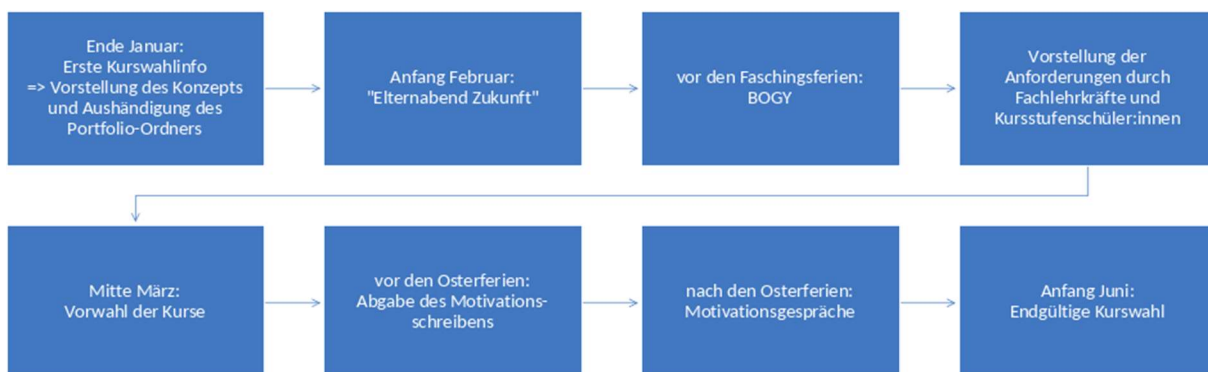 Ende Januar:
Erste Kurswahlinfo
=> Vorstellung des Konzepts
und Aushändigung des
Portfolio-Ordners
Anfang Februar:
"Elternabend Zukunft"
vor den Faschingsferien:
BOGY
Vorstellung der
Anforderungen durch
Fachlehrkräfte und
Kursstufenschüler:innen
Mitte März:
Vorwahl der Kurse
vor den Osterferien:
Abgabe des Motivations-
schreibens
nach den Osterferien:
Motivationsgespräche
Anfang Juni:
Endgültige Kurswahl